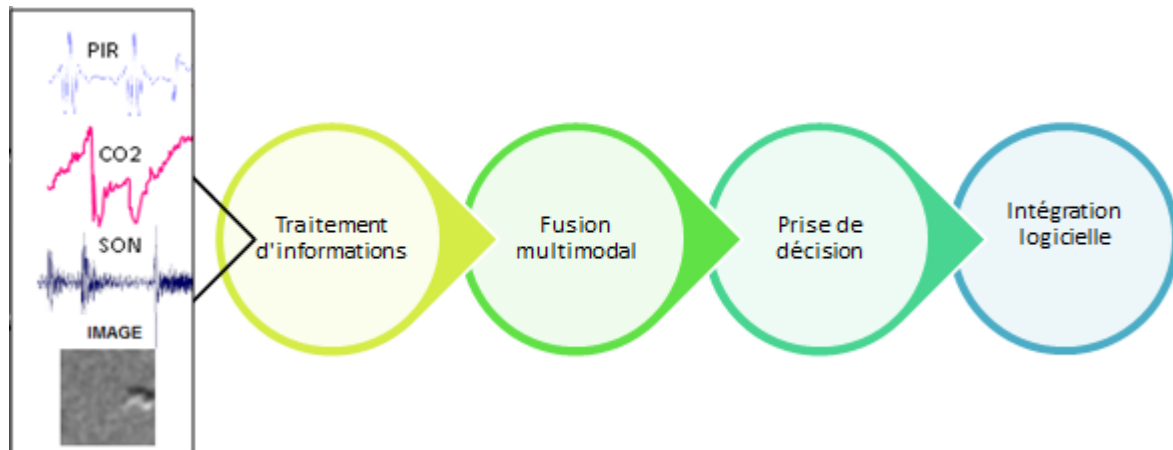 PIR
CO2
SON
IMAGE
Traitement
d'informations
Fusion
multimodal
Prise de
décision
Intégration
logicielle